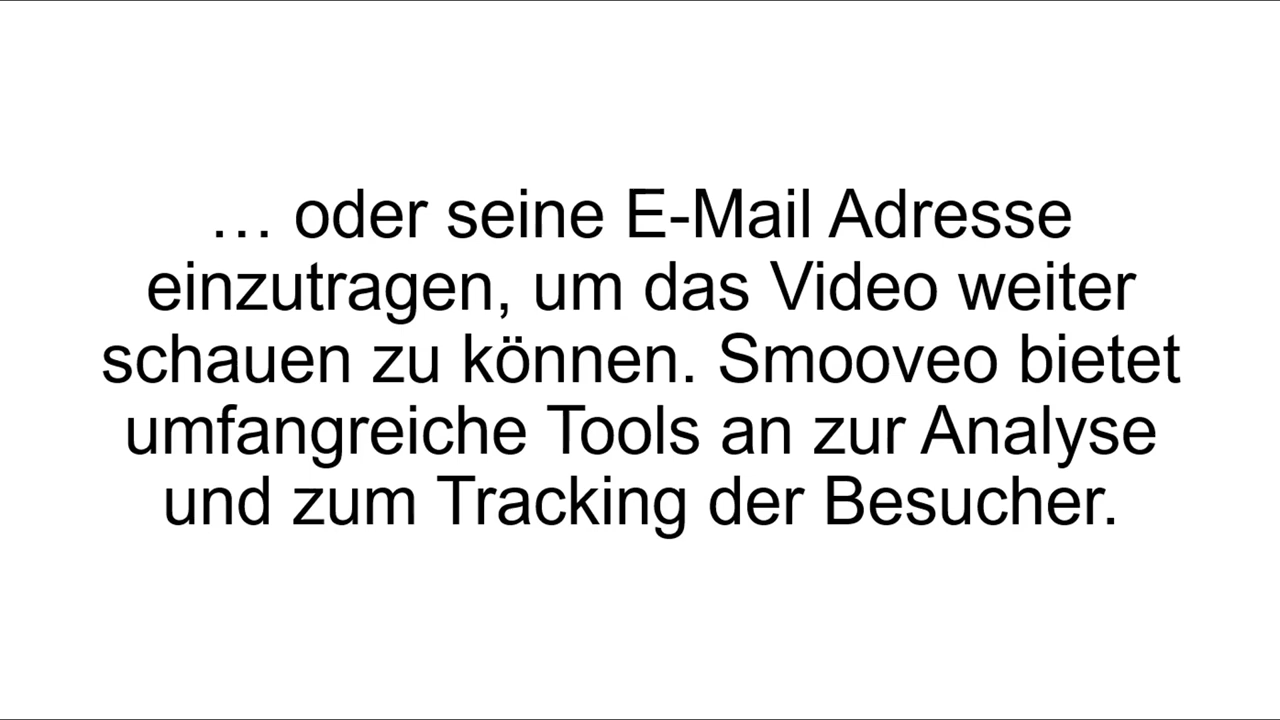 … oder seine E-Mail Adresse
einzutragen, um das Video weiter
schauen zu können. Smooveo bietet
umfangreiche Tools an zur Analyse
und zum Tracking der Besucher.